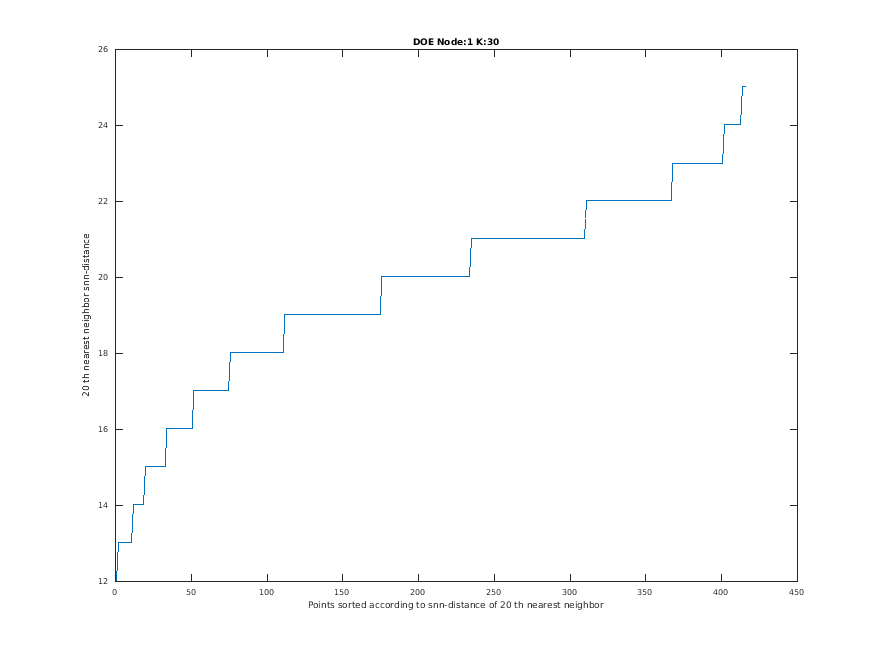 DOE Node:1 K:30
26
24
22
20
18
16
14
12
20 th nearest neighbor snn-distance
0 50 100 150 200 250 300 350 400 450
Points sorted according to snn-distance of 20 th nearest neighbor